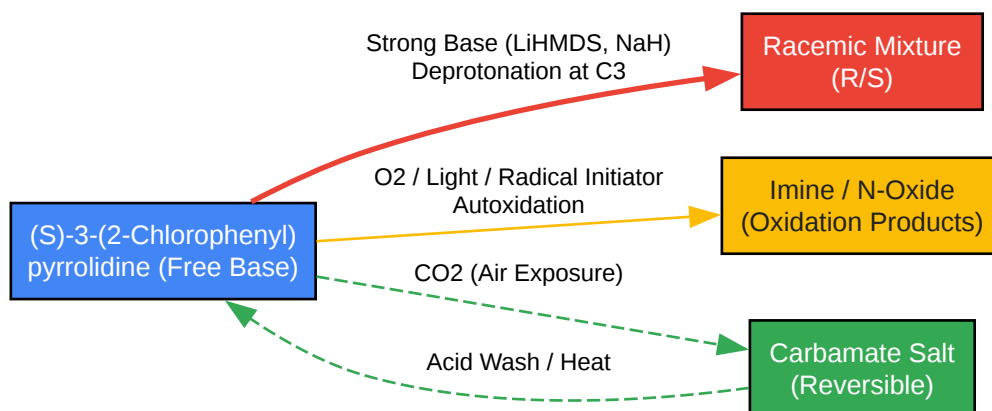 Strong Base (LiHMDS, NaH)
Deprotonation at C3
Racemic Mixture
(R/S)
O2 / Light / Radical Initiator
Autoxidation
Imine / N-Oxide
(Oxidation Products)
(S)-3-(2-Chlorophenyl)
pyrrolidine (Free Base)
CO2 (Air Exposure)
Acid Wash / Heat
Carbamate Salt
(Reversible)